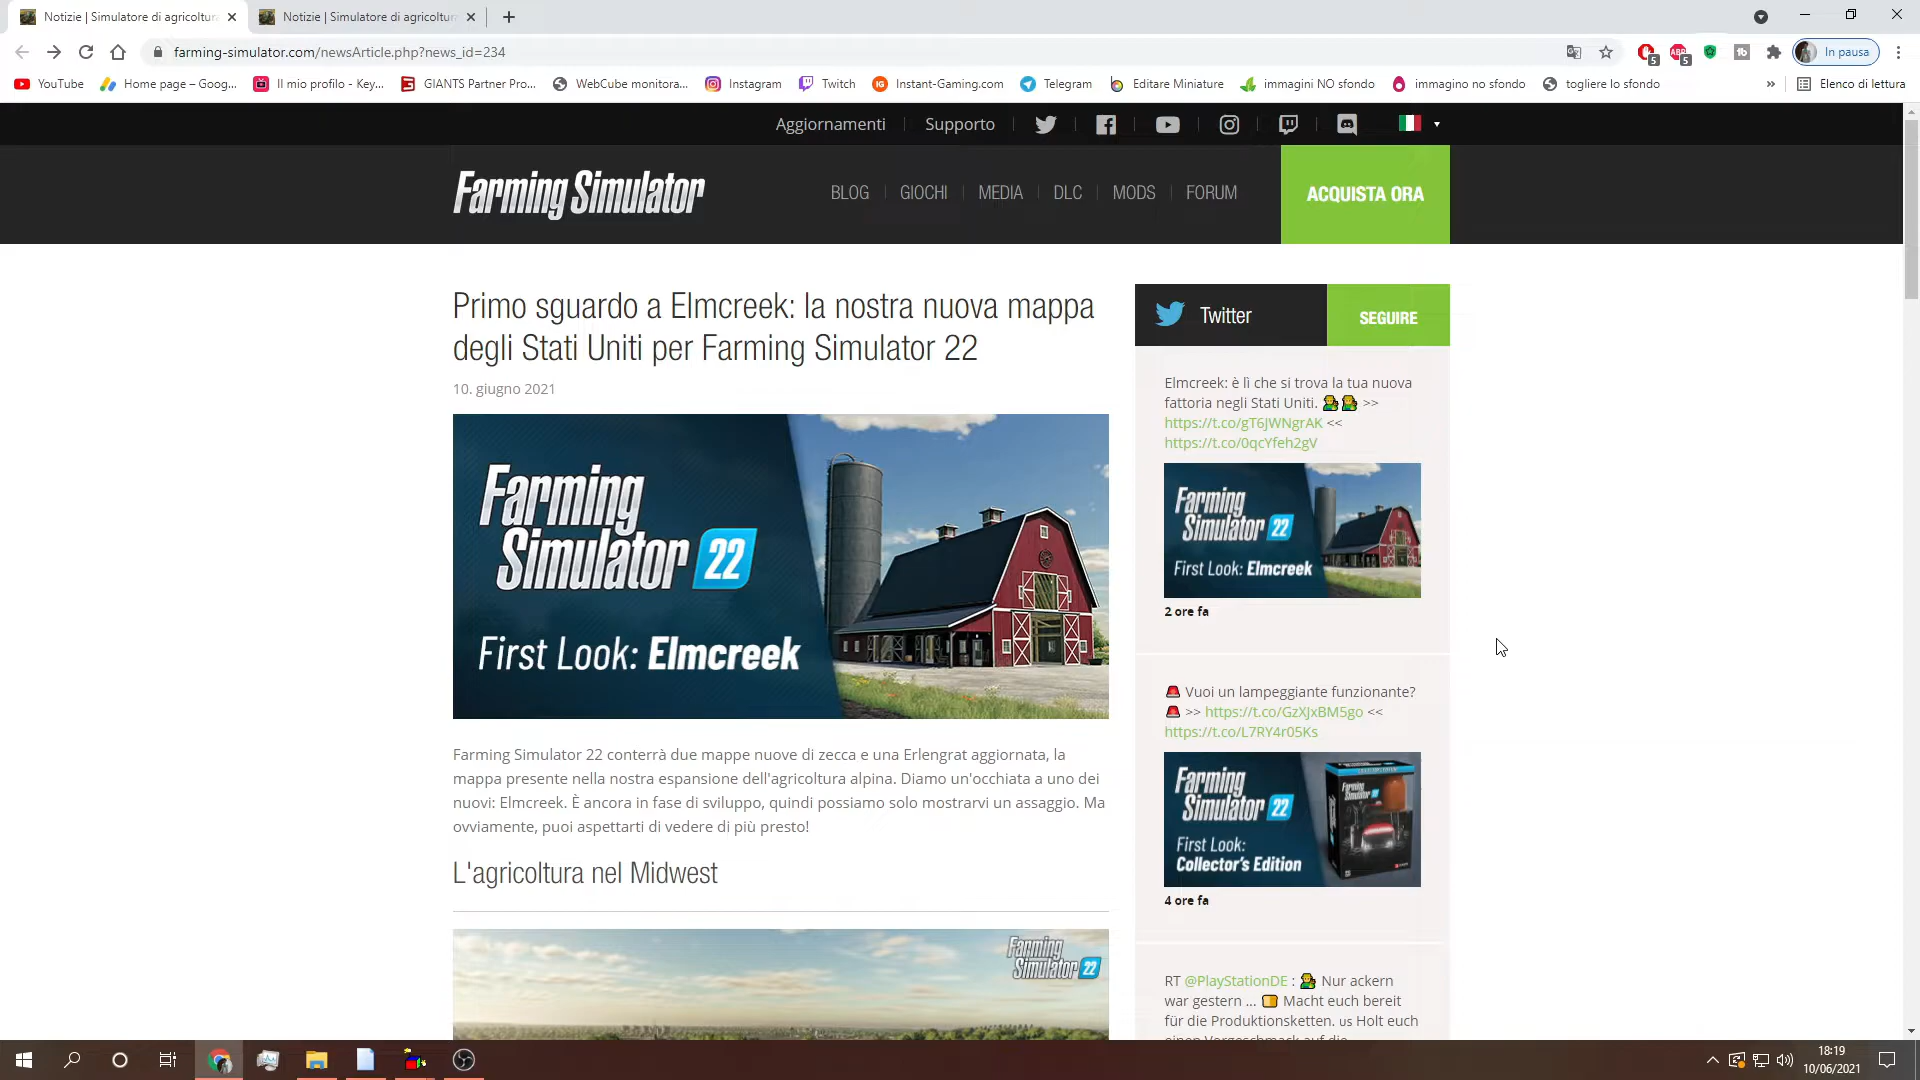 Notizie | Simulatore di agricoltura
Notizie | Simulatore di agricoltura
farming-simulator.com/newsArticle.php?news_id=234
5
ABP
5
In pausa
YouTube
Home page – Goog...
Il mio profilo - Key...
GIANTS Partner Pro...
WebCube monitora...
Instagram
Twitch
IG
Instant-Gaming.com
Telegram
Editare Miniature
immagini NO sfondo
immagino no sfondo
togliere lo sfondo
»
Elenco di lettura
Aggiornamenti
Supporto
Farming Simulator
BLOG
GIOCHI
MEDIA
DLC
MODS
FORUM
ACQUISTA ORA
Primo sguardo a Elmcreek: la nostra nuova mappa
degli Stati Uniti per Farming Simulator 22
10. giugno 2021
Farming
Simulator 22
First Look: Elmcreek
Farming Simulator 22 conterrà due mappe nuove di zecca e una Erlengrat aggiornata, la
mappa presente nella nostra espansione dell'agricoltura alpina. Diamo un'occhiata a uno dei
nuovi: Elmcreek. È ancora in fase di sviluppo, quindi possiamo solo mostrarvi un assaggio. Ma
ovviamente, puoi aspettarti di vedere di più presto!
L'agricoltura nel Midwest
Farming
Simulator 22
Twitter
SEGUIRE
Elmcreek: è lì che si trova la tua nuova
fattoria negli Stati Uniti. 👨‍🌾👨‍🌾 >>
https://t.co/gT6JWNgrAK <<
https://t.co/0qcYfeh2gV
Farming
Simulator 22
First Look: Elmcreek
2 ore fa
🚨 Vuoi un lampeggiante funzionante?
🚨 >> https://t.co/GzXJxBM5go <<
https://t.co/L7RY4r05Ks
Farming
Simulator 22
First Look:
Collector's Edition
4 ore fa
RT @PlayStationDE : 👨‍🌾 Nur ackern
war gestern ... 🍞 Macht euch bereit
für die Produktionsketten. us Holt euch
einen Vorgeschmack auf die
18:19
10/06/2021